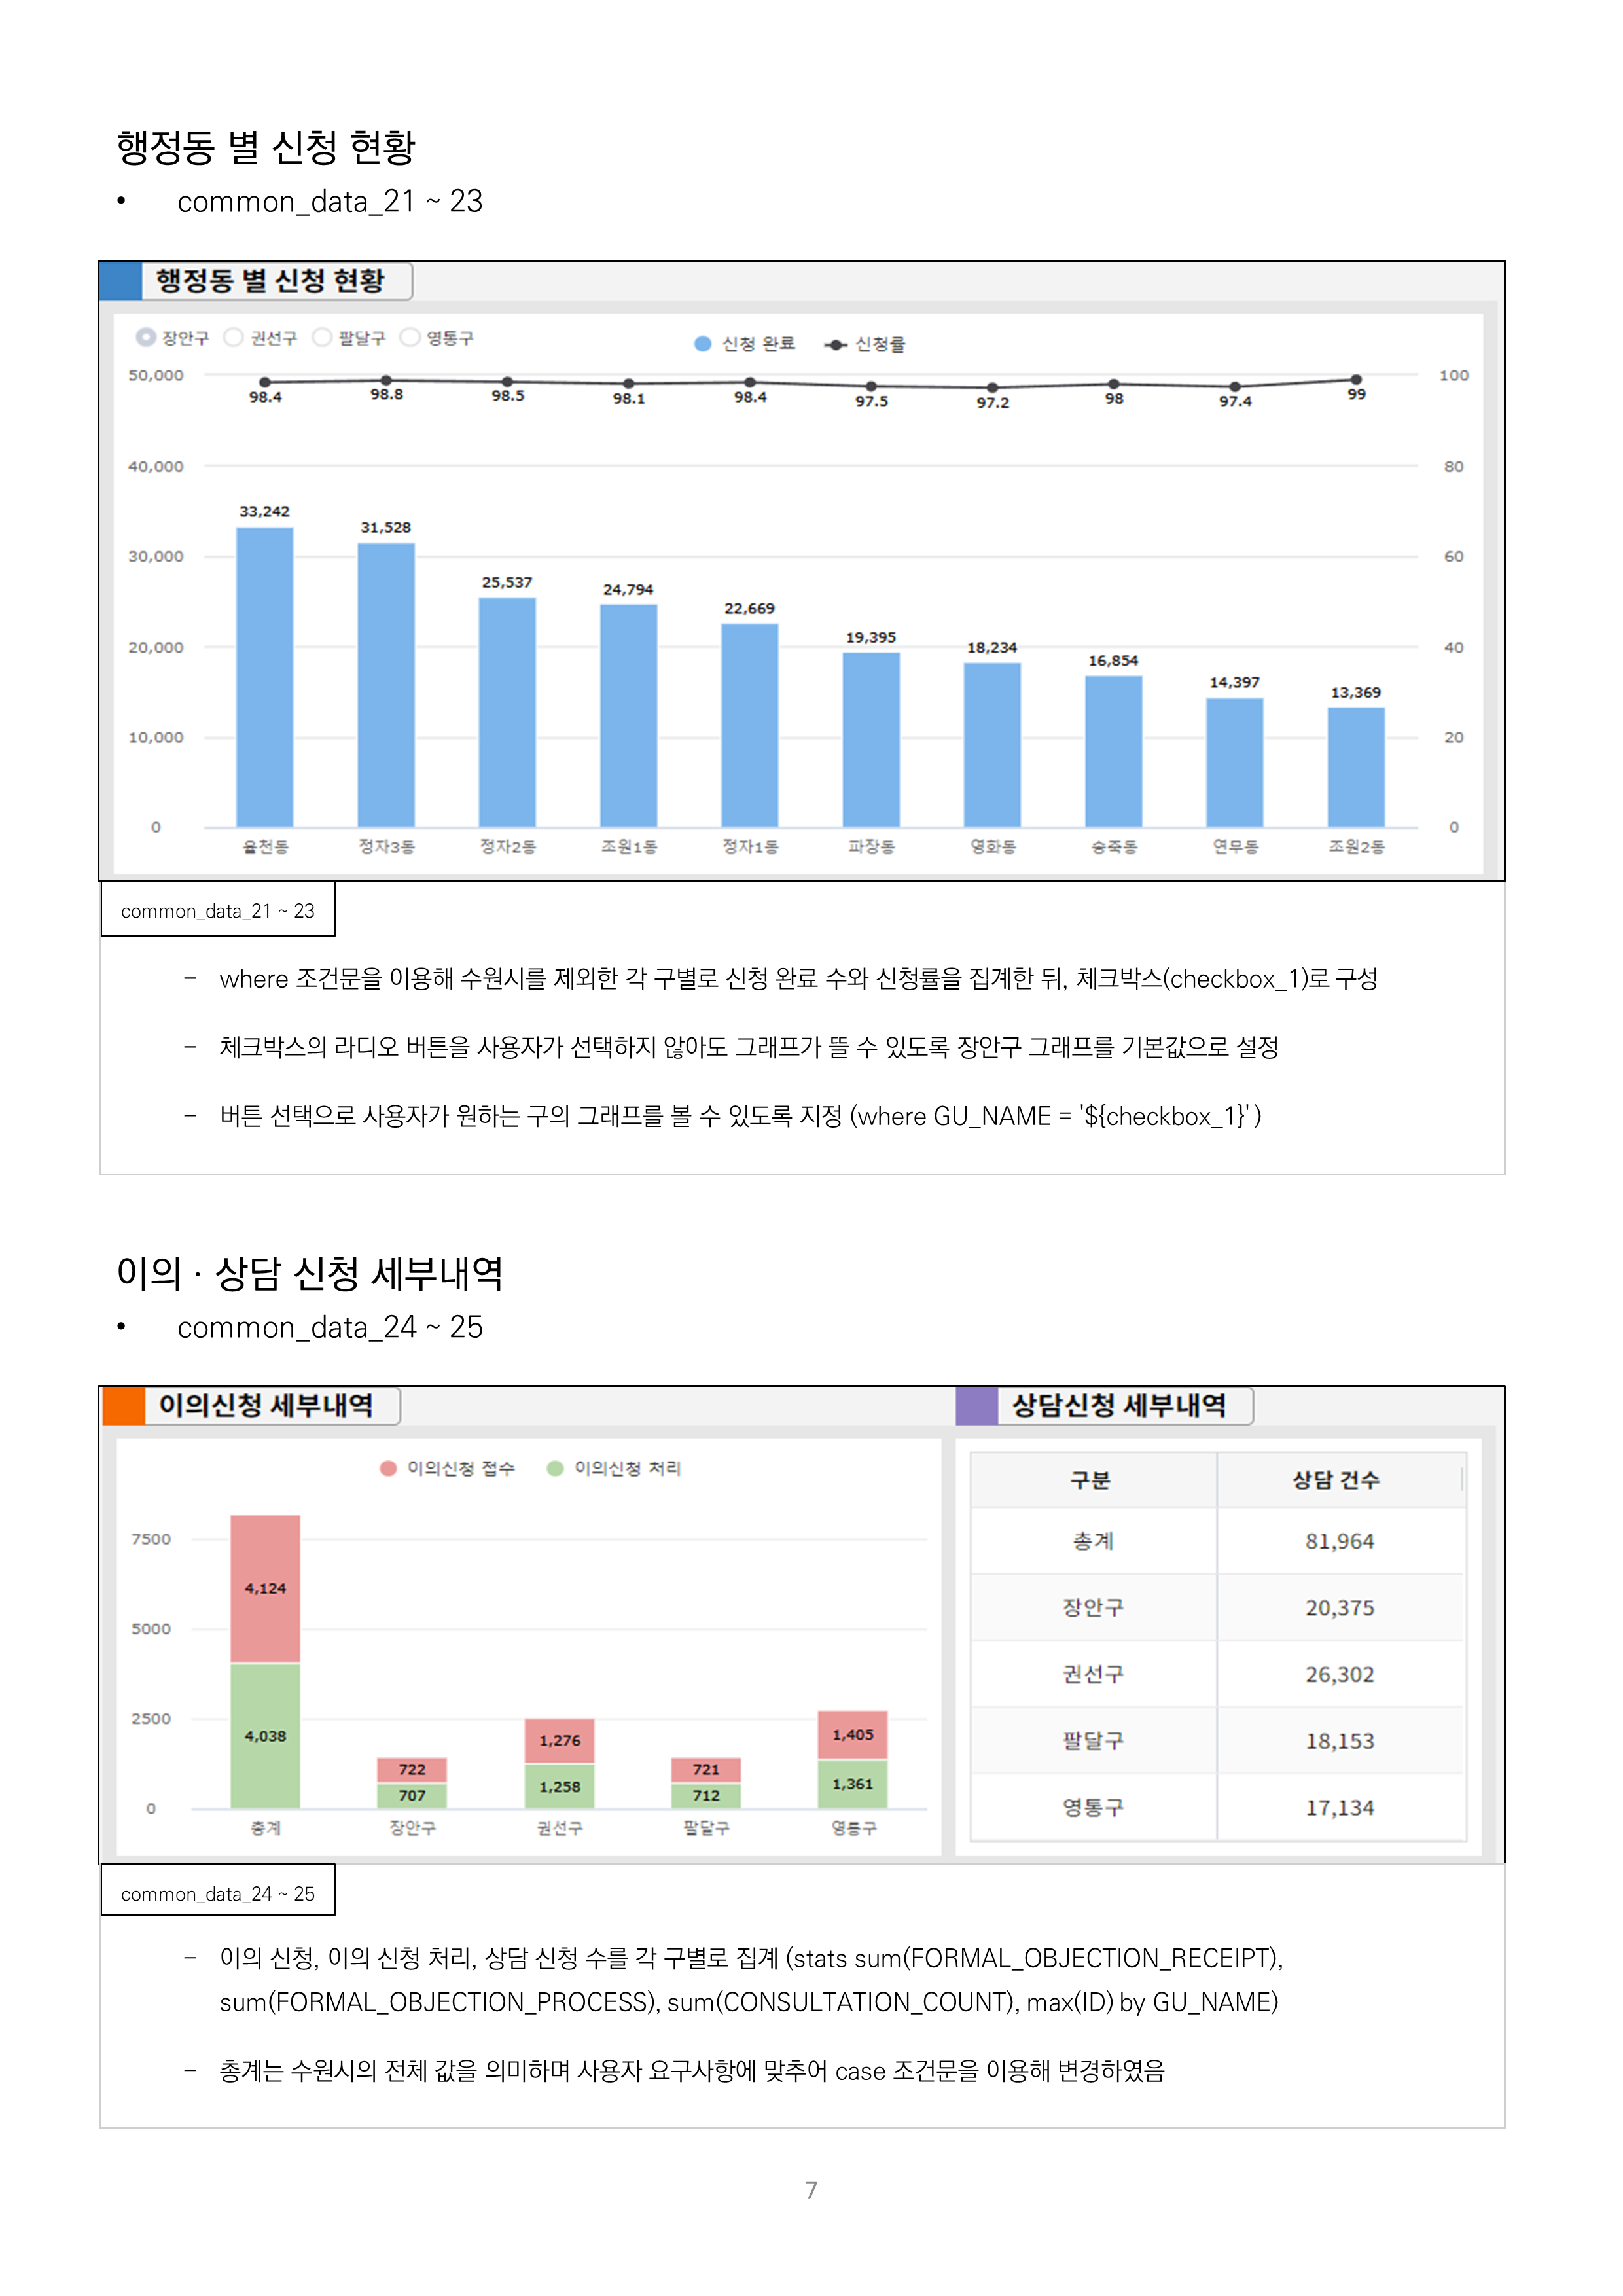 행정동 별 신청 현황
• common_data_21 ~ 23
행정동 별 신청 현황
장안구 권선구 팔달구 영통구
신청 완료 신청률
50,000 100
98.4 98.8 98.5 98.1 98.4 97.5 97.2 98 97.4 99
40,000 80
33,242 31,528 25,537 24,794 22,669 19,395 18,234 16,854 14,397 13,369
30,000 60
20,000 40
10,000 20
0 0
율천동 정자3동 정자2동 조원1동 정자1동 파장동 영화동 송죽동 연무동 조원2동
common_data_21 ~ 23
– where 조건문을 이용해 수원시를 제외한 각 구별로 신청 완료 수와 신청률을 집계한 뒤, 체크박스(checkbox_1)로 구성
– 체크박스의 라디오 버튼을 사용자가 선택하지 않아도 그래프가 뜰 수 있도록 장안구 그래프를 기본값으로 설정
– 버튼 선택으로 사용자가 원하는 구의 그래프를 볼 수 있도록 지정 (where GU_NAME = '${checkbox_1}' )
이의 · 상담 신청 세부내역
• common_data_24 ~ 25
이의신청 세부내역
이의신청 접수 이의신청 처리
7500
5000
2500
0
4,124 722 1,276 721 1,405
4,038 707 1,258 712 1,361
총계 장안구 권선구 팔달구 영통구
상담신청 세부내역
구분 상담 건수
총계 81,964
장안구 20,375
권선구 26,302
팔달구 18,153
영통구 17,134
common_data_24 ~ 25
– 이의 신청, 이의 신청 처리, 상담 신청 수를 각 구별로 집계 (stats sum(FORMAL_OBJECTION_RECEIPT),
sum(FORMAL_OBJECTION_PROCESS), sum(CONSULTATION_COUNT), max(ID) by GU_NAME)
– 총계는 수원시의 전체 값을 의미하며 사용자 요구사항에 맞추어 case 조건문을 이용해 변경하였음
7